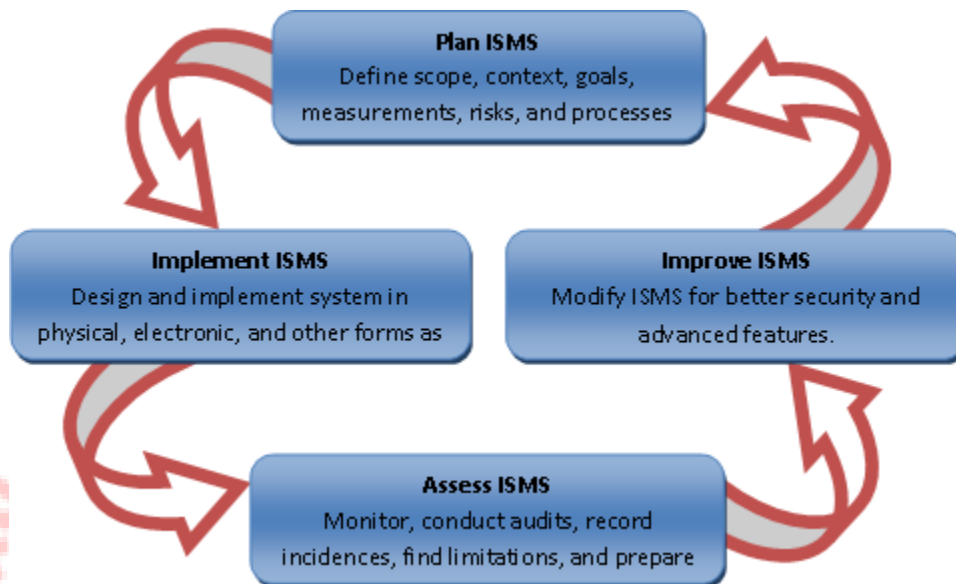 Plan ISMS
Define scope, context, goals,
measurements, risks, and processes
Implement ISMS
Design and implement system in
physical, electronic, and other forms as
Improve ISMS
Modify ISMS for better security and
advanced features.
Assess ISMS
Monitor, conduct audits, record
incidences, find limitations, and prepare